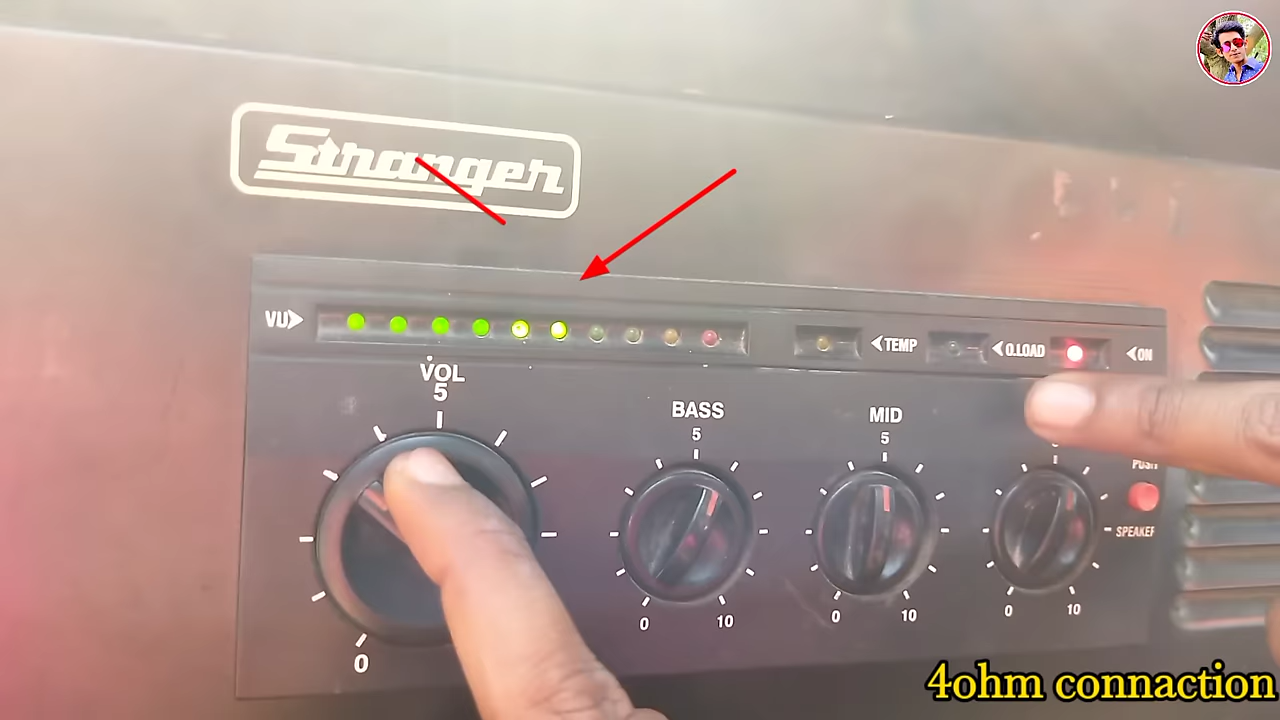 Stranger
VU
TEMP
O.LOAD
ON
VOL
5
0
BASS
5
0
10
MID
5
0
10
0
10
PUSH
SPEAKER
4ohm connaction